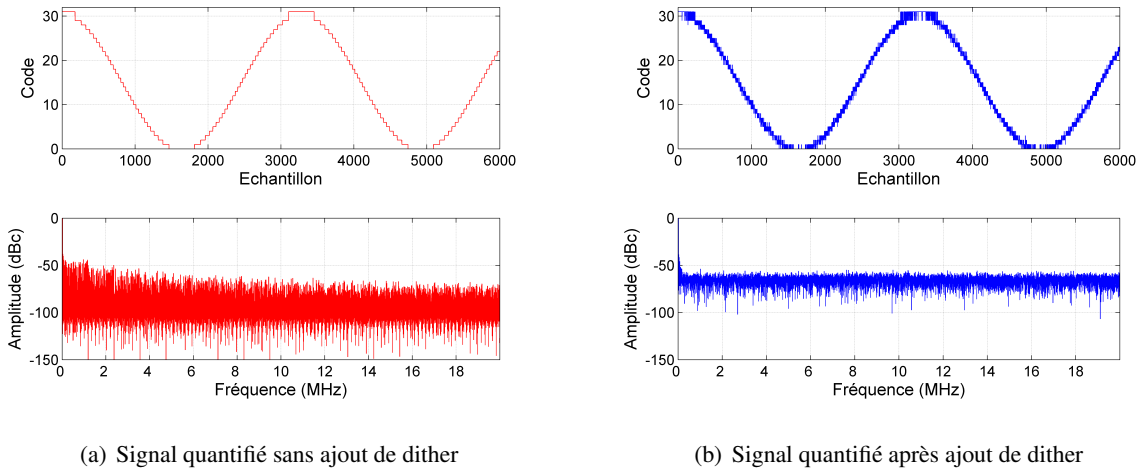 30
20
10
0
Code
0 1000 2000 3000 4000 5000 6000
Echantillon
0
-50
-100
-150
Amplitude (dBc)
0 2 4 6 8 10 12 14 16 18
Fréquence (MHz)
(a) Signal quantifié sans ajout de dither
30
20
10
0
Code
0 1000 2000 3000 4000 5000 6000
Echantillon
0
-50
-100
-150
Amplitude (dBc)
0 2 4 6 8 10 12 14 16 18
Fréquence (MHz)
(b) Signal quantifié après ajout de dither